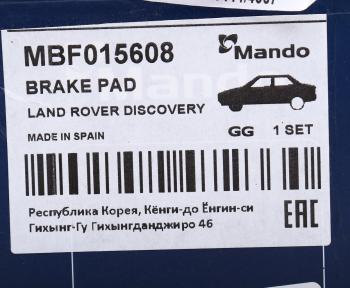 MBF015608
Mando
BRAKE PAD
LAND ROVER DISCOVERY
MADE IN SPAIN
GG 1 SET
Республика Корея, Кёнги-до Ёнгин-си
Гихынг-Гу Гихынгданджиро 46
EAC